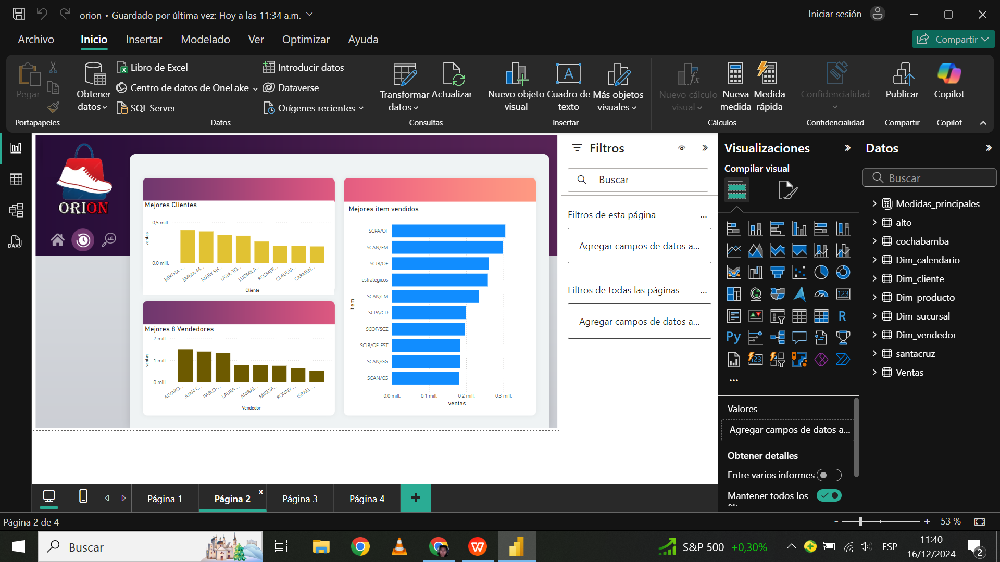 orion • Guardado por última vez: Hoy a las 11:34 a.m.
Iniciar sesión
Archivo Inicio Insertar Modelado Ver Optimizar Ayuda
Compartir
Pegar
Portapapeles
Obtener datos
Libro de Excel
Centro de datos de OneLake
SQL Server
Introducir datos
Dataverse
Orígenes recientes
Datos
Transformar datos
Actualizar
Consultas
Nuevo objeto visual
Cuadro de texto
Más objetos visuales
Insertar
Nuevo cálculo visual
Nueva medida
Medida rápida
Cálculos
Confidencialidad
Confidencialidad
Publicar
Compartir
Copilot
Copilot
DAX
ORION
Mejores Clientes
0,5 mill.
0,0 mill.
ventas
BERTHA -...
EMMA-M...
MARY SH...
LIGIA-TO...
LUDMILA...
ROSMER...
CLAUDIA...
CARMEN...
Cliente
Mejores 8 Vendedores
2 mill.
1 mill.
0 mill.
ventas
ALVARO...
JUAN C...
PABLO-...
LAURA ...
ANIBAL...
MIREYA...
RONNY ...
ISRAEL ...
Vendedor
Mejores item vendidos
Item
SCPA/OF
SCAN/EM
SCJB/OF
estrategicos
SCAN/LM
SCPA/CD
SCOF/SCZ
SCJB/OF-EST
SCAN/GG
SCAN/CG
0,0 mill. 0,1 mill. 0,2 mill. 0,3 mill.
ventas
Filtros
Buscar
Filtros de esta página ...
Agregar campos de datos a...
Filtros de todas las páginas ...
Agregar campos de datos a...
Visualizaciones
Compilar visual
123
R
Py
123
...
Valores
Agregar campos de datos a...
Obtener detalles
Entre varios informes
Mantener todos los
Datos
Buscar
Medidas_principales
alto
cochabamba
Dim_calendario
Dim_cliente
Dim_producto
Dim_sucursal
Dim_vendedor
santacruz
Ventas
Página 1 Página 2 x Página 3 Página 4 +
Página 2 de 4
- + 53 %
Buscar
S&P 500 +0,30%
ESP
11:40
16/12/2024
2